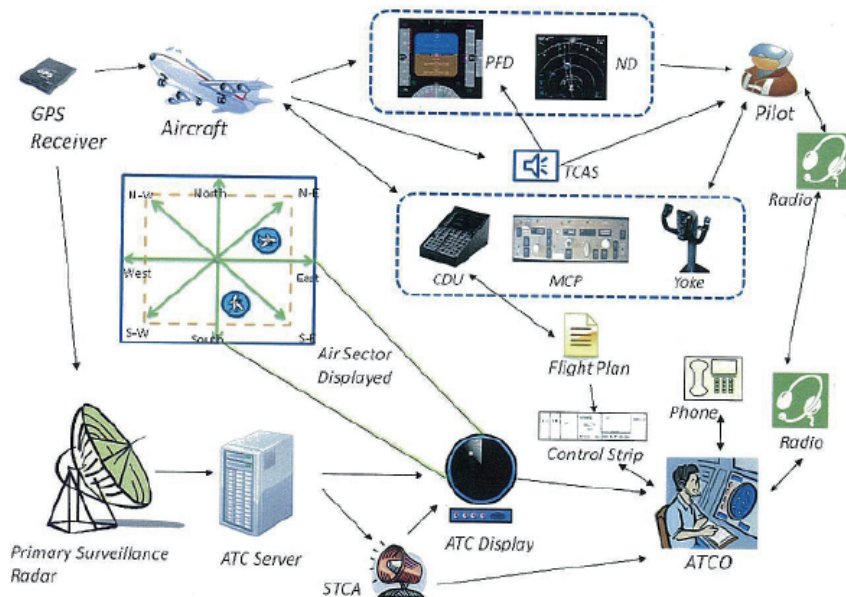 PFD
ND
GPS
Receiver
Aircraft
Pilot
TCAS
Radio
N-W
North
N-E
West
East
S-W
South
S-E
CDU
MCP
Yoke
Air Sector
Displayed
Flight Plan
Phone
Control Strip
Radio
Primary Surveillance
Radar
ATC Server
ATC Display
ATCO
STCA